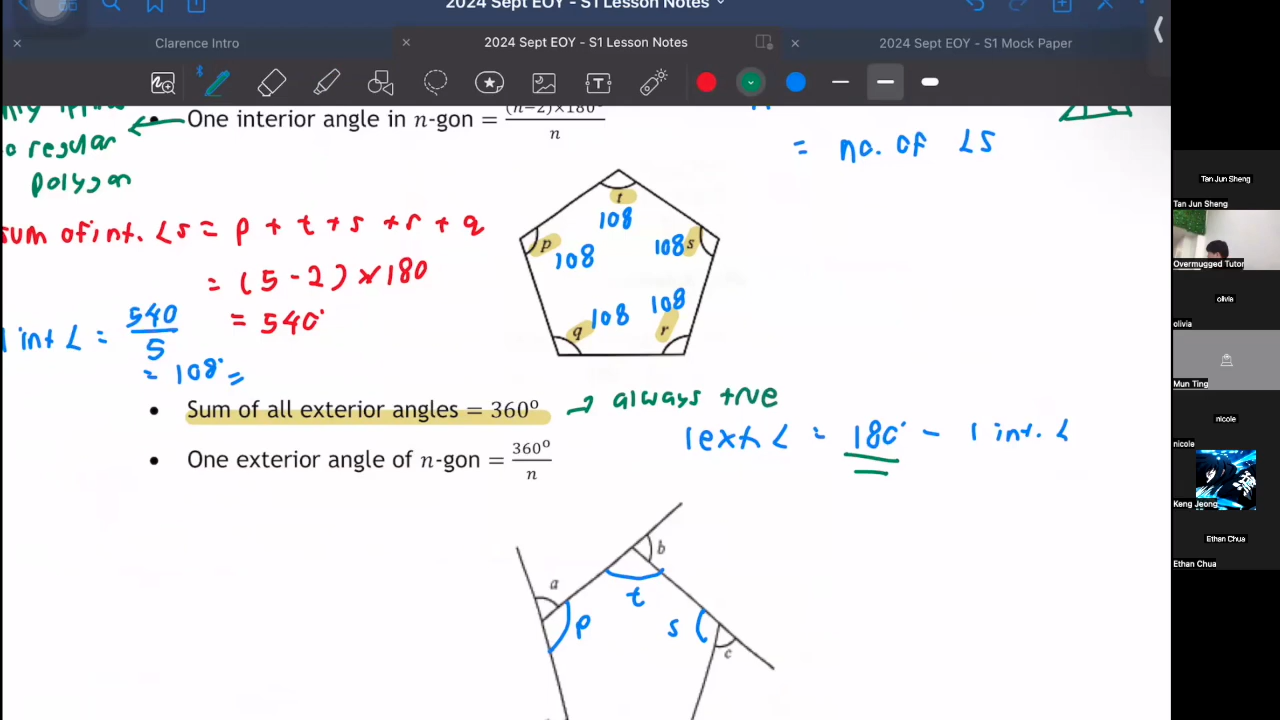 2024 Sept EOY - S1 Lesson Notes
Clarence Intro
2024 Sept EOY - S1 Lesson Notes
2024 Sept EOY - S1 Mock Paper
• One interior angle in n-gon = (n−2)×180° / n
regular
polygon
= no. of ∠s
sum of int. ∠s = p + t + s + r + q
= (5 - 2) × 180
= 540°
1 int ∠ = 540 / 5
= 108° =
t
108
p
108
108 s
q 108
108
r
• Sum of all exterior angles = 360°
→ always true
• One exterior angle of n-gon = 360° / n
1 ext ∠ = 180° - 1 int. ∠
a
b
t
p
s
c
Tan Jun Sheng
Tan Jun Sheng
Overmugged Tutor
olivia
olivia
Mun Ting
nicole
nicole
Keng Jeong
Ethan Chua
Ethan Chua